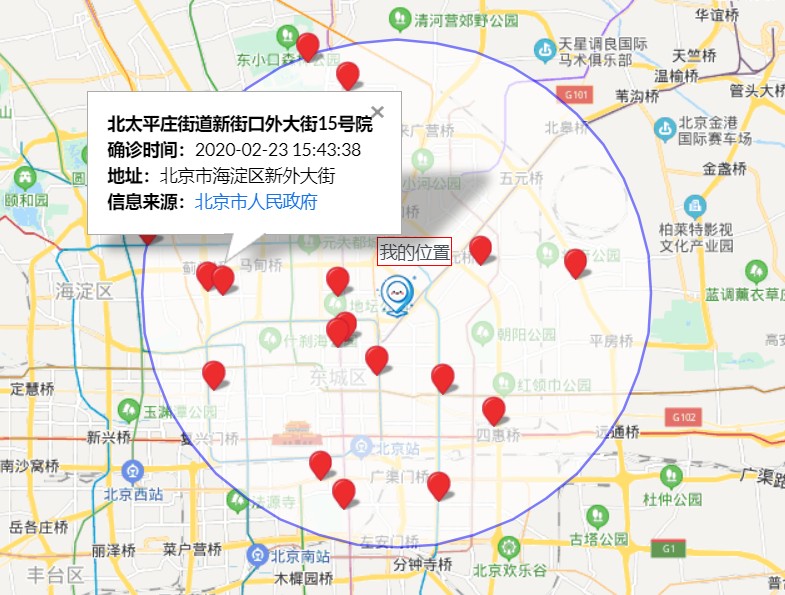 清河营郊野公园
华谊桥
东小口森林公园
天星调良国际
马术俱乐部
天竺桥
温榆桥
G101
苇沟桥
管头大桥
北太平庄街道新街口外大街15号院
确诊时间：2020-02-23 15:43:38
地址：北京市海淀区新外大街
信息来源：北京市人民政府
来广营桥
北皋桥
北京金港
国际赛车场
小河公园
五元桥
金盏桥
颐和园
柏莱特影视
文化产业园
元大都城
我的位置
马甸桥
蓟
海淀区
蓝调薰衣草庄
地坛公
什刹海公园
朝阳公园
平房桥
高安
东城区
定慧桥
红领巾公园
玉渊潭公园
G102
新兴桥
复兴门桥
四惠桥
远通桥
北京站
南沙窝桥
北京西站
广渠门桥
广渠路
法源寺
杜仲公园
岳各庄桥
古塔公园
丽泽桥
菜户营桥
左安门桥
G1
北京南站
分钟寺桥
北京欢乐谷
丰台区
木樨园桥
普